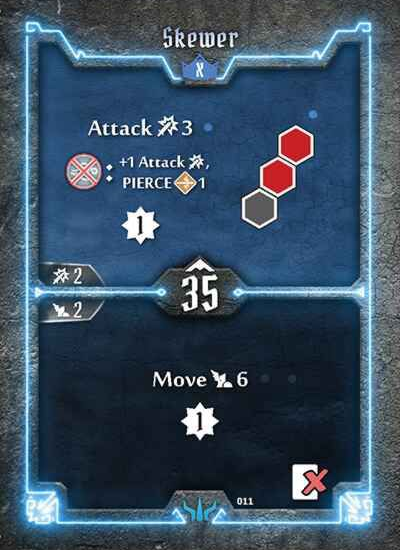 Skewer
X
Attack 3
: +1 Attack ,
PIERCE 1
1
2
35
2
Move 6
1
011